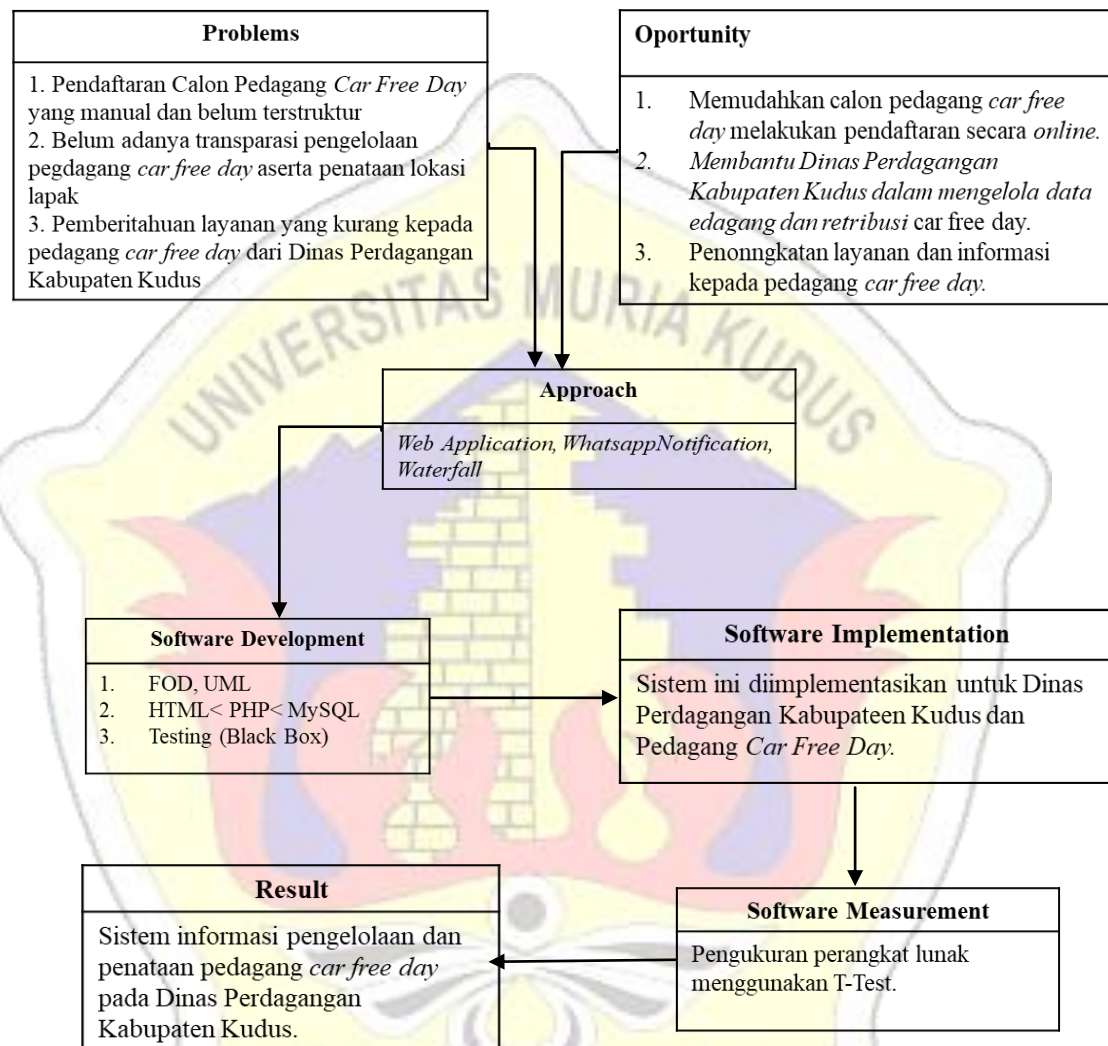 Problems
1. Pendaftaran Calon Pedagang Car Free Day
yang manual dan belum terstruktur
2. Belum adanya transparasi pengelolaan
pegdagang car free day aserta penataan lokasi
lapak
3. Pemberitahuan layanan yang kurang kepada
pedagang car free day dari Dinas Perdagangan
Kabupaten Kudus
Oportunity
1. Memudahkan calon pedagang car free
day melakukan pendaftaran secara online.
2. Membantu Dinas Perdagangan
Kabupaten Kudus dalam mengelola data
edagang dan retribusi car free day.
3. Penonngkatan layanan dan informasi
kepada pedagang car free day.
UNIVERSITAS MURIA KUDUS
Approach
Web Application, WhatsappNotification,
Waterfall
Software Development
1. FOD, UML
2. HTML< PHP< MySQL
3. Testing (Black Box)
Software Implementation
Sistem ini diimplementasikan untuk Dinas
Perdagangan Kabupateen Kudus dan
Pedagang Car Free Day.
Software Measurement
Pengukuran perangkat lunak
menggunakan T-Test.
Result
Sistem informasi pengelolaan dan
penataan pedagang car free day
pada Dinas Perdagangan
Kabupaten Kudus.